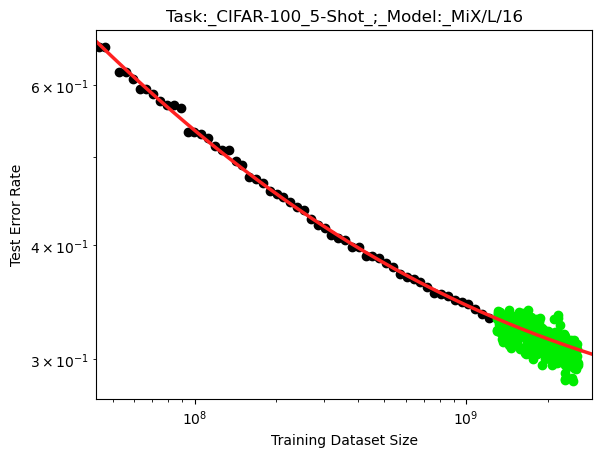 Task:_CIFAR-100_5-Shot_;_Model:_MiX/L/16
Test Error Rate
6 × 10⁻¹
4 × 10⁻¹
3 × 10⁻¹
10⁸
10⁹
Training Dataset Size